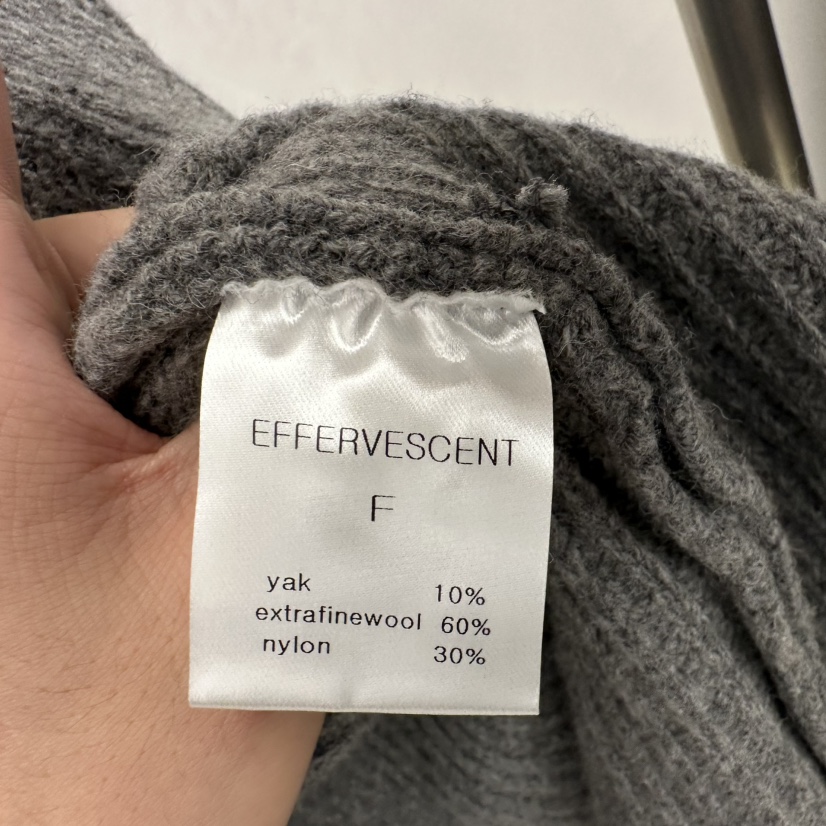 EFFERVESCENT
F
yak 10%
extrafinewool 60%
nylon 30%